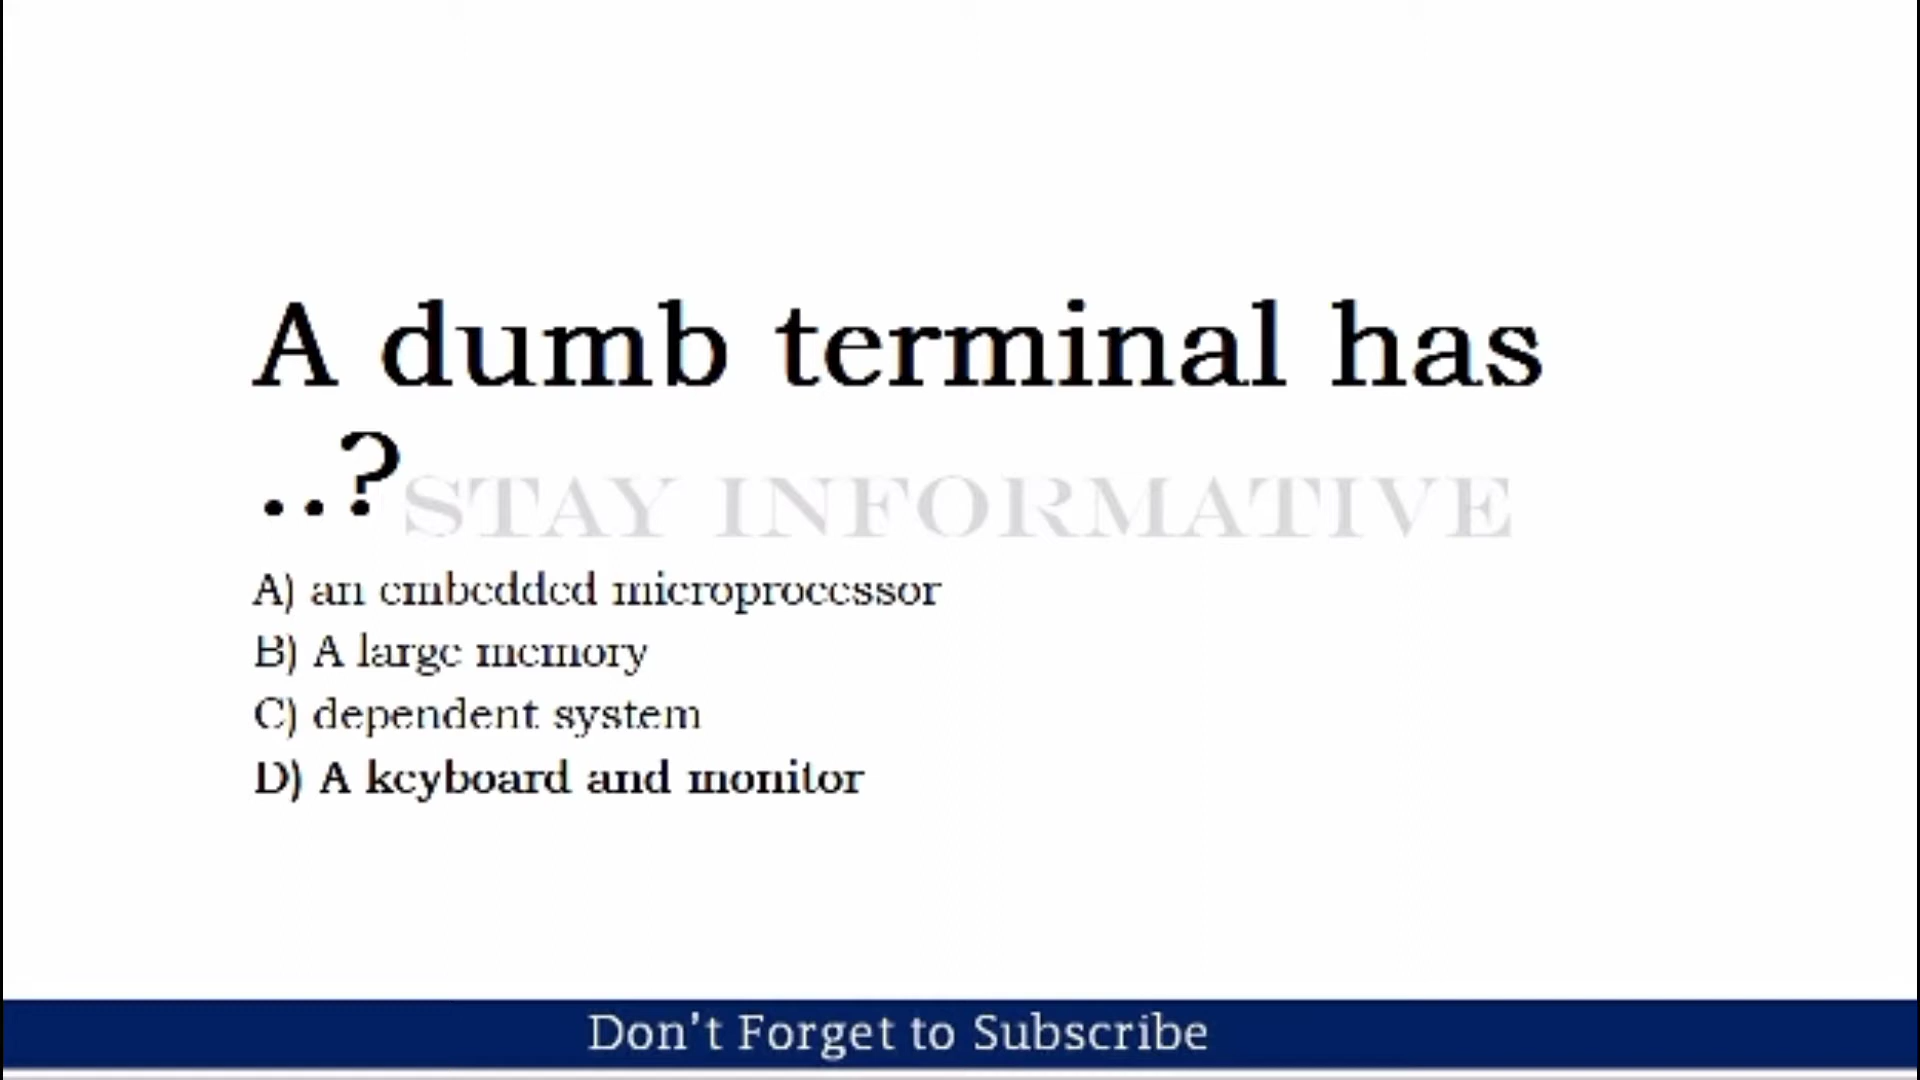 A dumb terminal has
..?
STAY INFORMATIVE
A) an embedded microprocessor
B) A large memory
C) dependent system
D) A keyboard and monitor
Don't Forget to Subscribe